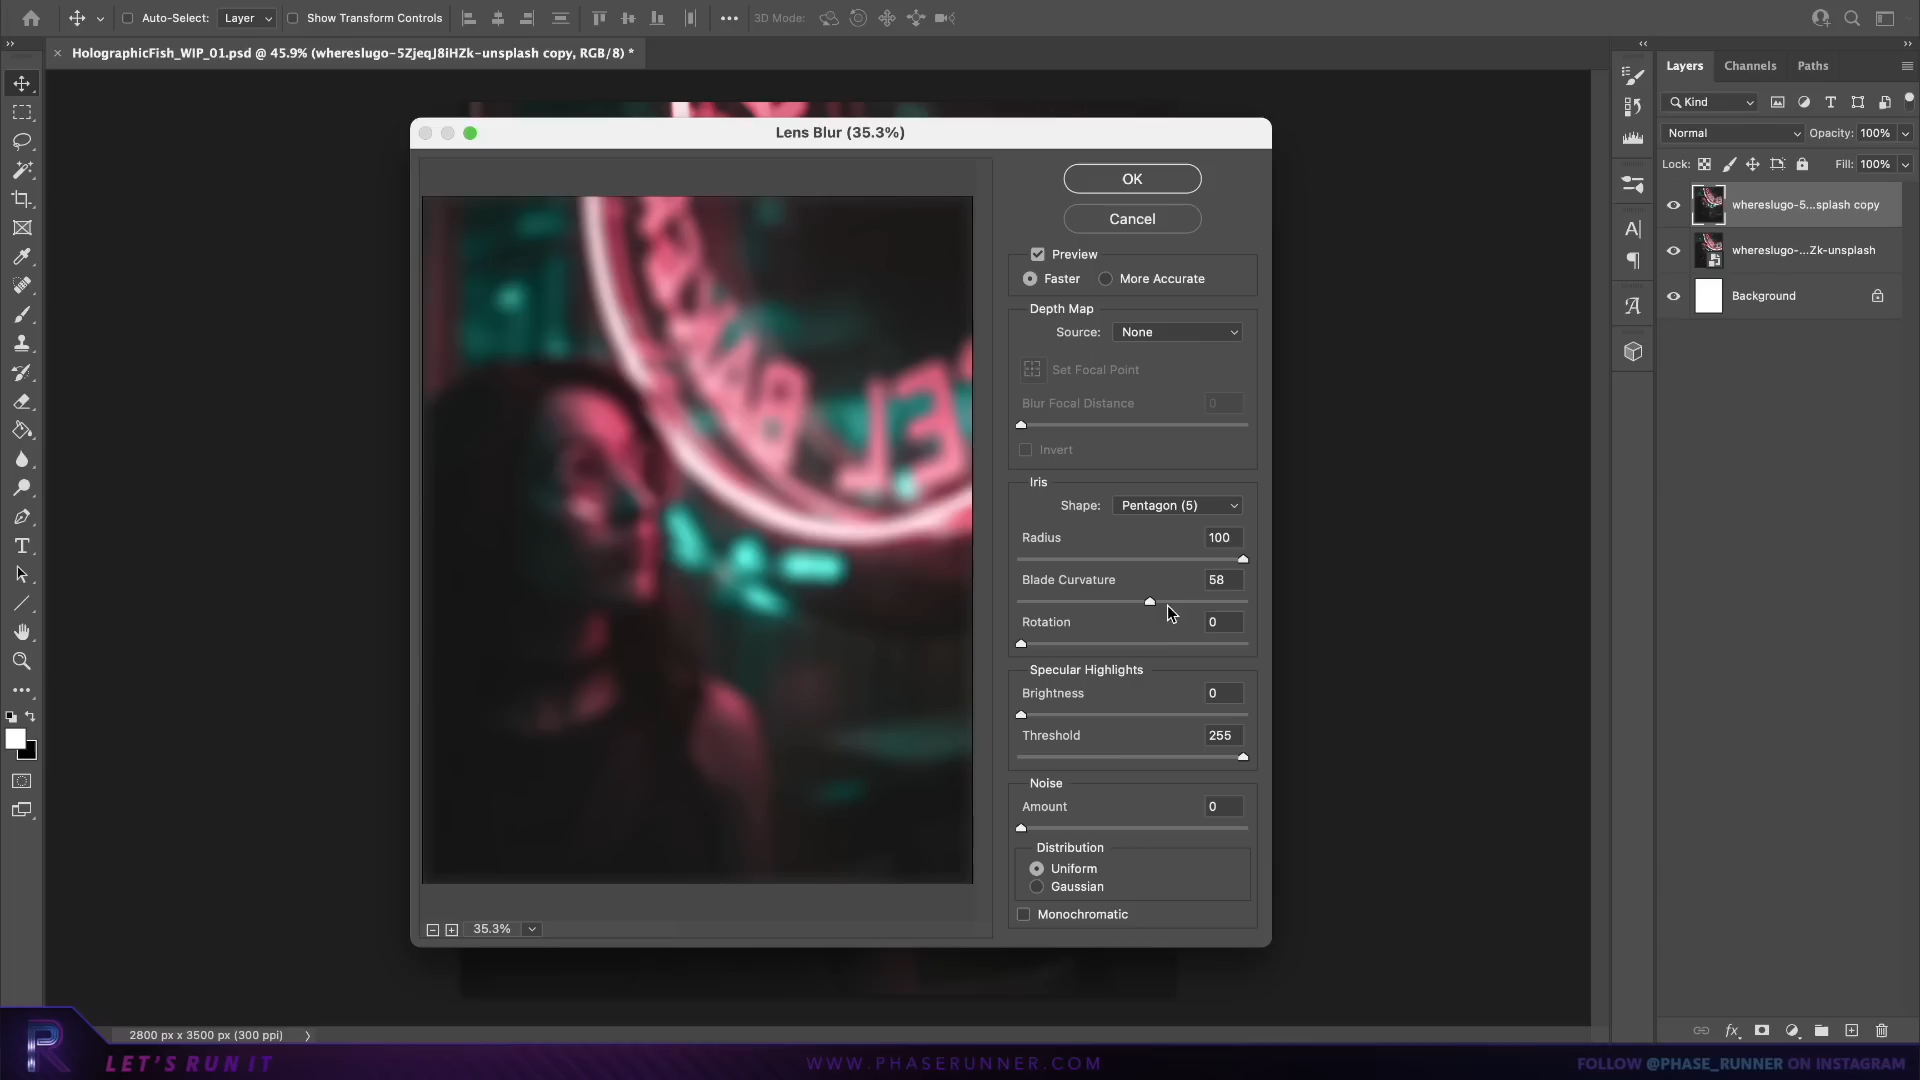 Auto-Select: Layer Show Transform Controls 3D Mode:
HolographicFish_WIP_01.psd @ 45.9% (whereslugo-5ZjeqJ8iHZk-unsplash copy, RGB/8) *
Layers Channels Paths
Kind
Normal Opacity: 100%
Lock: Fill: 100%
whereslugo-5...splash copy
whereslugo-...Zk-unsplash
Background
Lens Blur (35.3%)
OK
Cancel
Preview
Faster More Accurate
Depth Map
Source: None
Set Focal Point
Blur Focal Distance 0
Invert
Iris
Shape: Pentagon (5)
Radius 100
Blade Curvature 58
Rotation 0
Specular Highlights
Brightness 0
Threshold 255
Noise
Amount 0
Distribution
Uniform
Gaussian
Monochromatic
35.3%
2800 px x 3500 px (300 ppi)
LET'S RUN IT
WWW.PHASERUNNER.COM
FOLLOW @PHASE_RUNNER ON INSTAGRAM